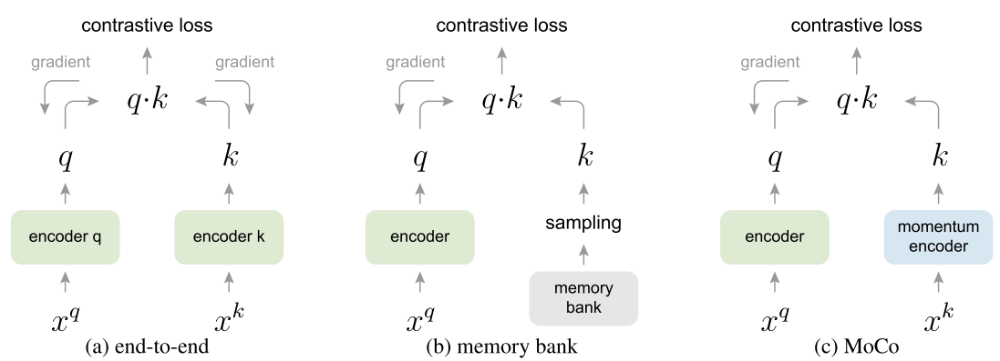 contrastive loss
gradient
gradient
q·k
q
k
encoder q
encoder k
x^q
x^k
(a) end-to-end
contrastive loss
gradient
q·k
q
k
encoder
sampling
memory
bank
x^q
(b) memory bank
contrastive loss
gradient
q·k
q
k
encoder
momentum
encoder
x^q
x^k
(c) MoCo